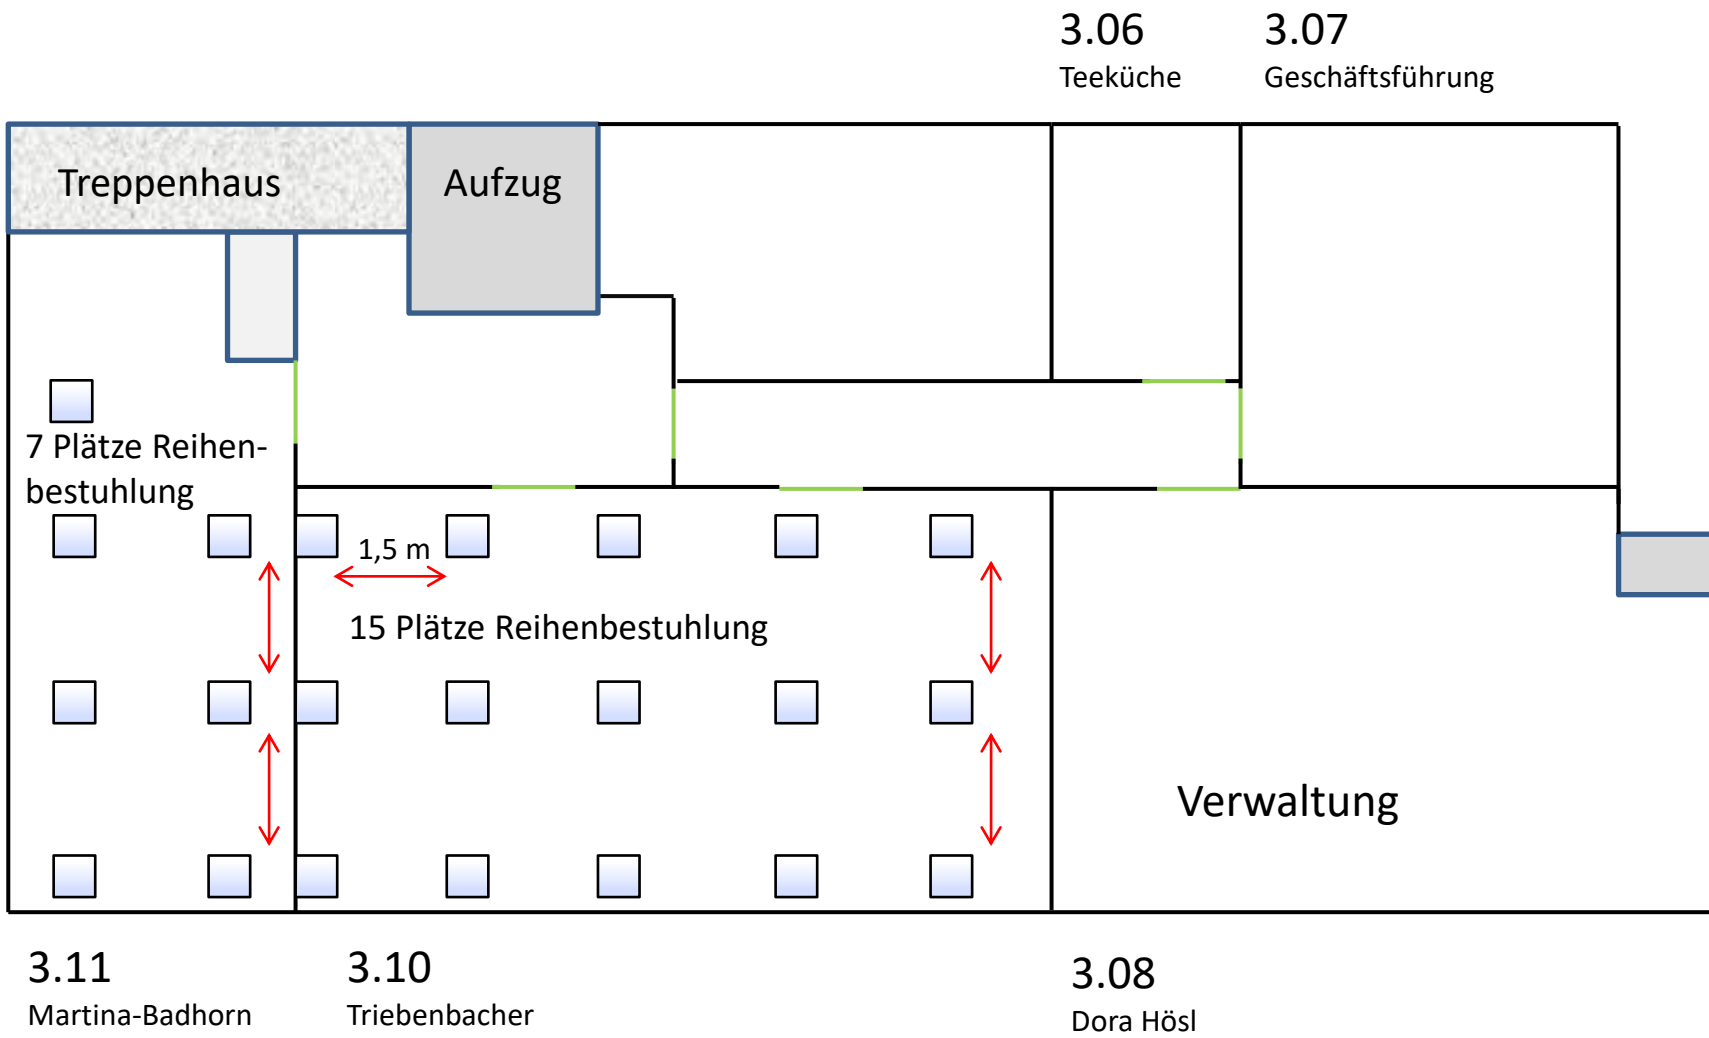 3.06
Teeküche
3.07
Geschäftsführung
Treppenhaus
Aufzug
7 Plätze Reihen-
bestuhlung
1,5 m
15 Plätze Reihenbestuhlung
Verwaltung
3.11
Martina-Badhorn
3.10
Triebenbacher
3.08
Dora Hösl